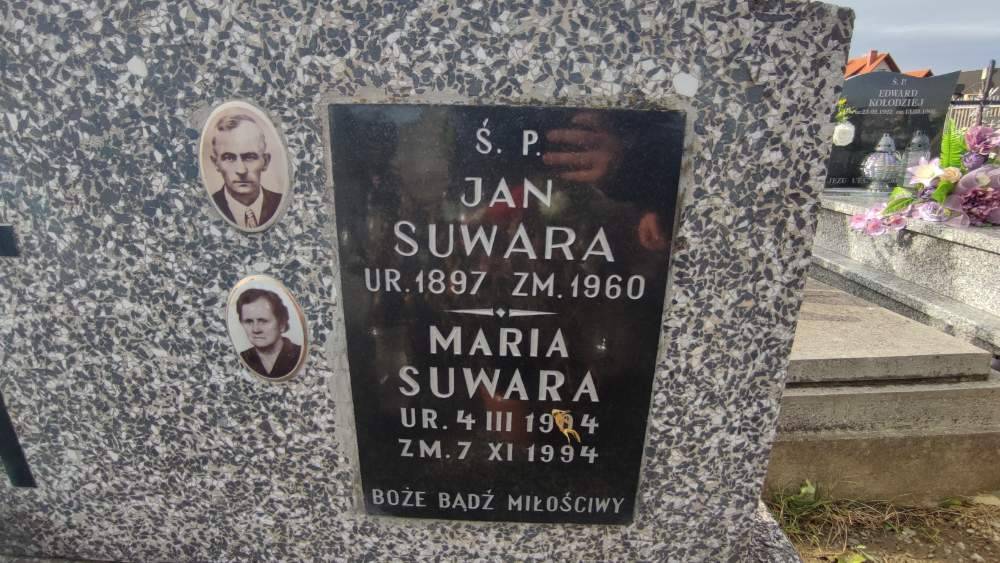 Ś. P.
JAN
SUWARA
UR. 1897 ZM. 1960
MARIA
SUWARA
UR. 4 III
ZM. 7 XI 1994
BOŻE BĄDŹ MIŁOŚCIWY
Ś. P.
EDWARD
KOŁODZIEJ